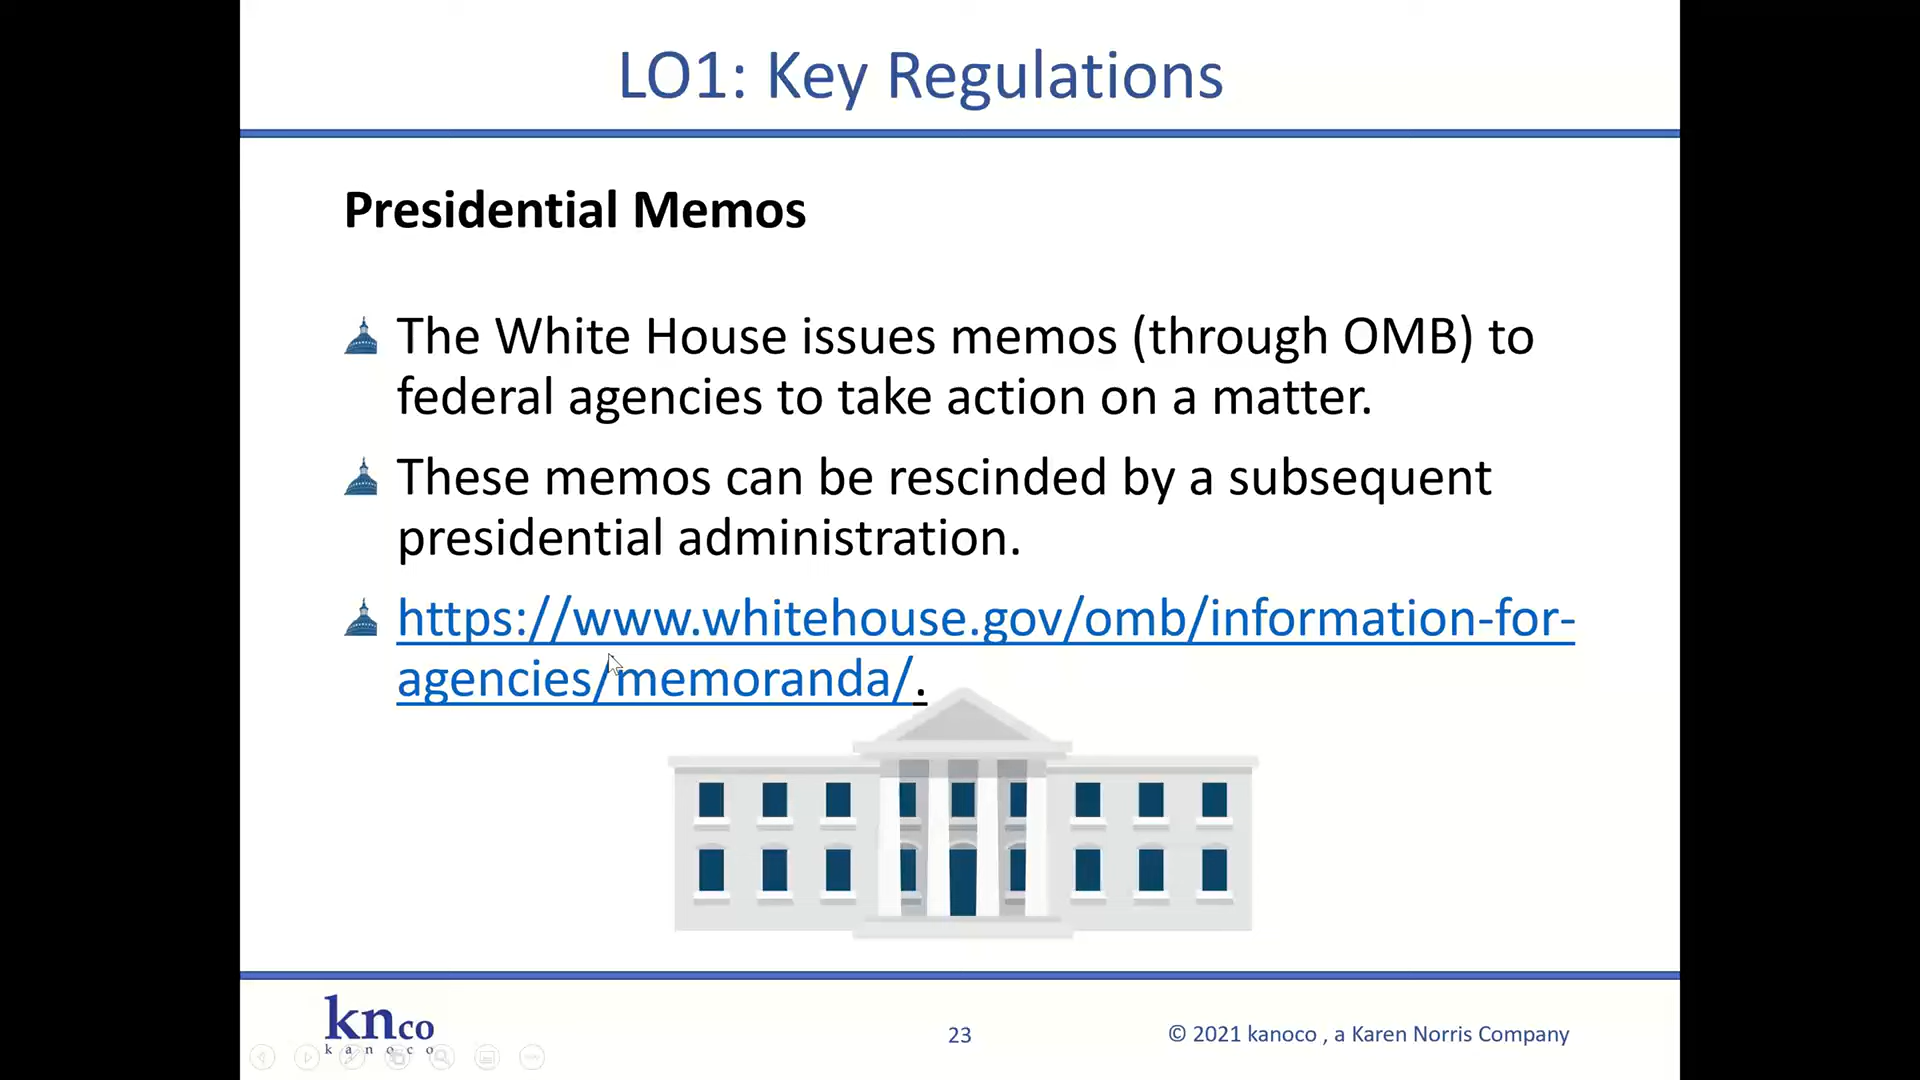 LO1: Key Regulations
Presidential Memos
The White House issues memos (through OMB) to
federal agencies to take action on a matter.
These memos can be rescinded by a subsequent
presidential administration.
https://www.whitehouse.gov/omb/information-for-
agencies/memoranda/.
knco
kanoco
23
© 2021 kanoco , a Karen Norris Company